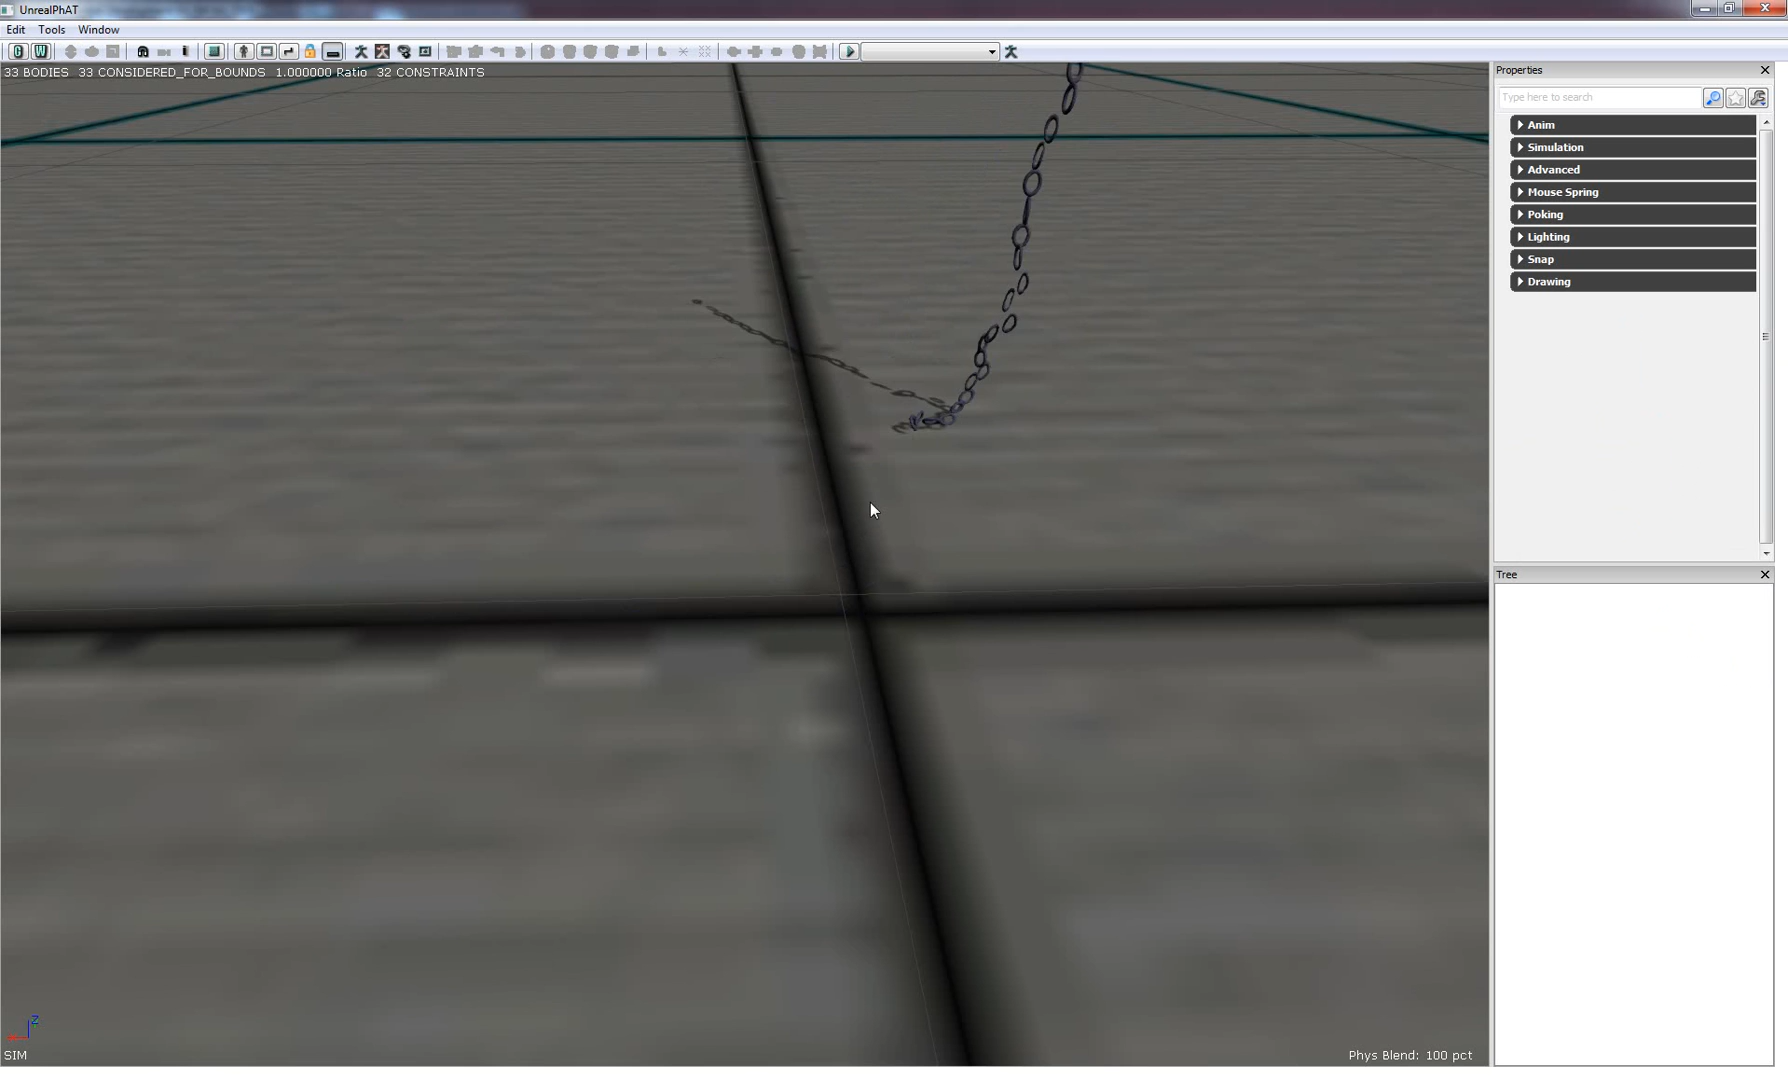 UnrealPhAT
Edit Tools Window
33 BODIES 33 CONSIDERED_FOR_BOUNDS 1.000000 Ratio 32 CONSTRAINTS
Properties
Type here to search
Anim
Simulation
Advanced
Mouse Spring
Poking
Lighting
Snap
Drawing
Tree
Z
SIM
Phys Blend: 100 pct